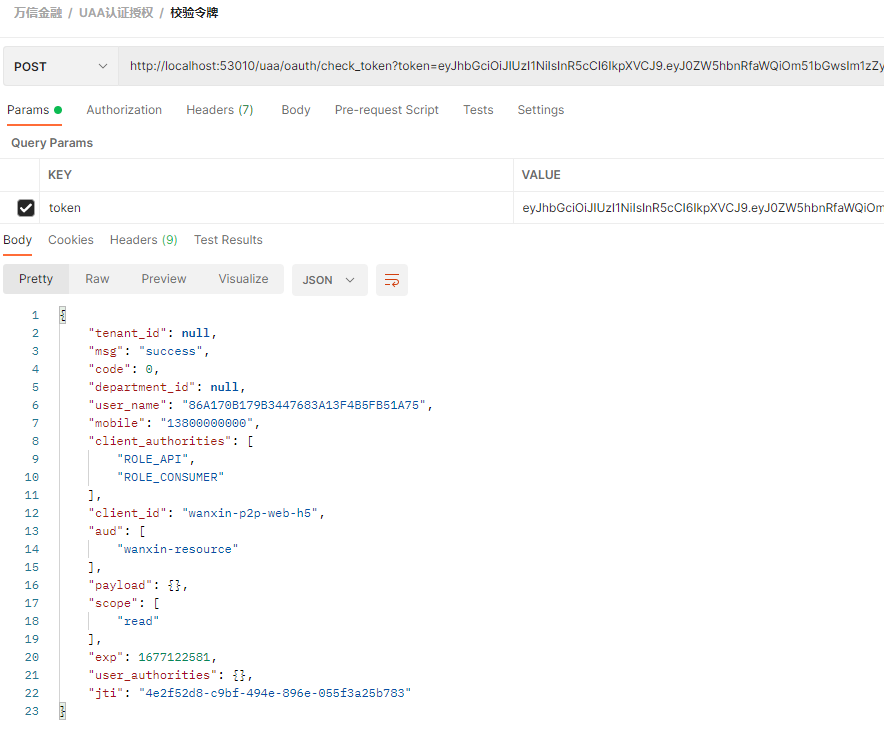 万信金融 / UAA认证授权 / 校验令牌
POST http://localhost:53010/uaa/oauth/check_token?token=eyJhbGciOiJIUzI1NiIsInR5cCI6IkpXVCJ9.eyJ0ZW5hbnRfaWQiOm51bGwsIm1zZy
Params Authorization Headers (7) Body Pre-request Script Tests Settings
Query Params
KEY VALUE
token eyJhbGciOiJIUzI1NiIsInR5cCI6IkpXVCJ9.eyJ0ZW5hbnRfaWQiOm
Body Cookies Headers (9) Test Results
Pretty Raw Preview Visualize JSON
1 {
2 "tenant_id": null,
3 "msg": "success",
4 "code": 0,
5 "department_id": null,
6 "user_name": "86A170B179B3447683A13F4B5FB51A75",
7 "mobile": "13800000000",
8 "client_authorities": [
9 "ROLE_API",
10 "ROLE_CONSUMER"
11 ],
12 "client_id": "wanxin-p2p-web-h5",
13 "aud": [
14 "wanxin-resource"
15 ],
16 "payload": {},
17 "scope": [
18 "read"
19 ],
20 "exp": 1677122581,
21 "user_authorities": {},
22 "jti": "4e2f52d8-c9bf-494e-896e-055f3a25b783"
23 }